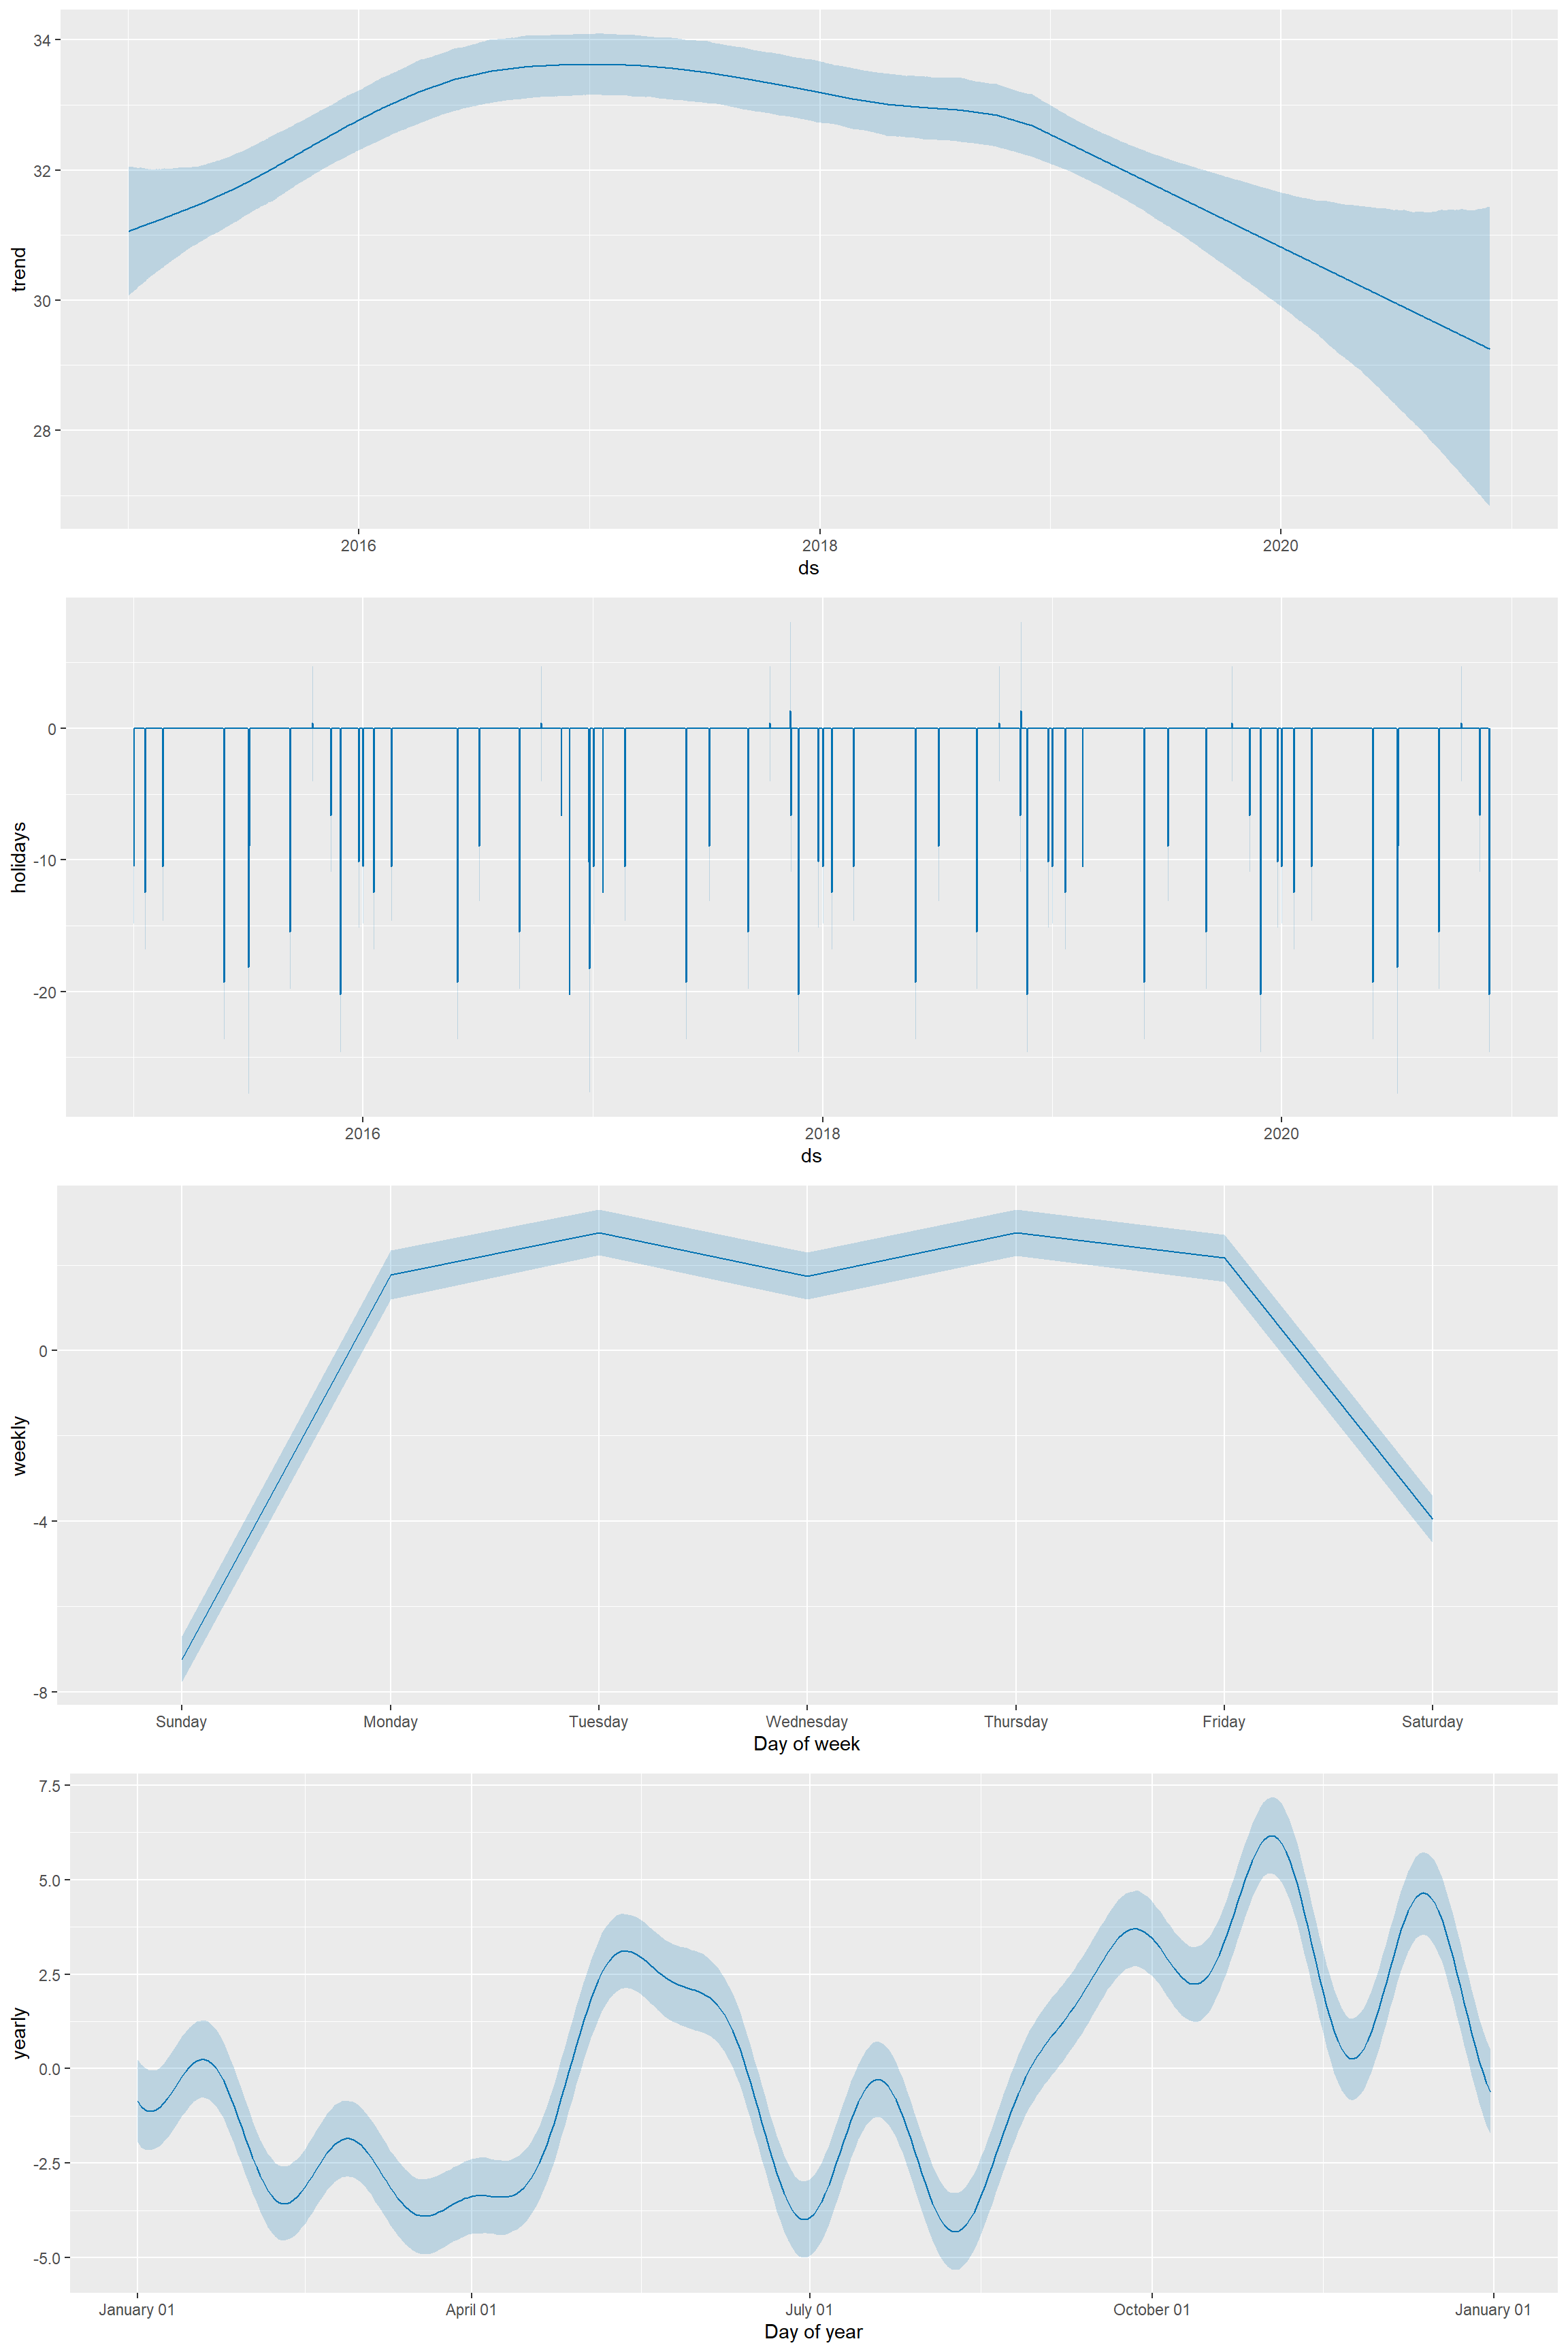 34
32
30
28
trend
2016 2018 2020
ds
0
-10
-20
holidays
2016 2018 2020
ds
0
-4
-8
weekly
Sunday Monday Tuesday Wednesday Thursday Friday Saturday
Day of week
7.5
5.0
2.5
0.0
-2.5
-5.0
yearly
January 01 April 01 July 01 October 01 January 01
Day of year